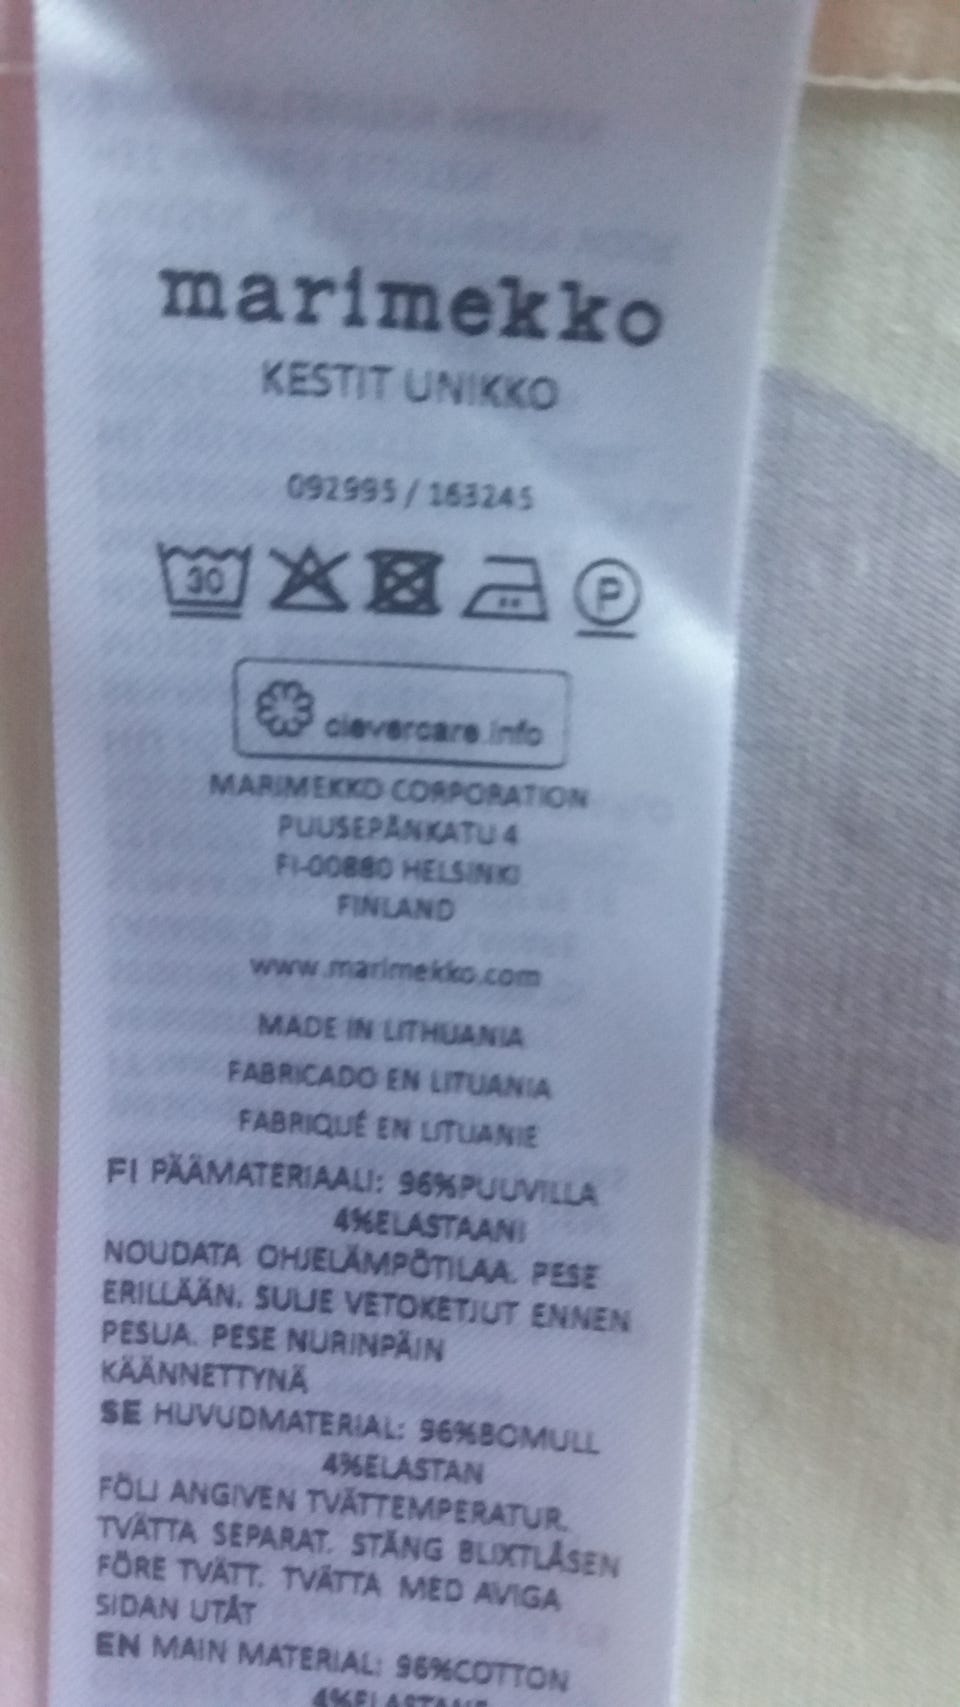 marimekko
KESTIT UNIKKO
092995 / 163245
30
P
clevercare.info
MARIMEKKO CORPORATION
PUUSEPÄNKATU 4
FI-00880 HELSINKI
FINLAND
www.marimekko.com
MADE IN LITHUANIA
FABRICADO EN LITUANIA
FABRIQUÉ EN LITUANIE
FI PÄÄMATERIAALI: 96%PUUVILLA
4%ELASTAANI
NOUDATA OHJELÄMPÖTILAA. PESE
ERILLÄÄN. SULJE VETOKETJUT ENNEN
PESUA. PESE NURINPÄIN
KÄÄNNETTYNÄ
SE HUVUDMATERIAL: 96%BOMULL
4%ELASTAN
FÖLJ ANGIVEN TVÄTTEMPERATUR.
TVÄTTA SEPARAT. STÄNG BLIXTLÅSEN
FÖRE TVÄTT. TVÄTTA MED AVIGA
SIDAN UTÅT
EN MAIN MATERIAL: 96%COTTON
4%ELASTANE